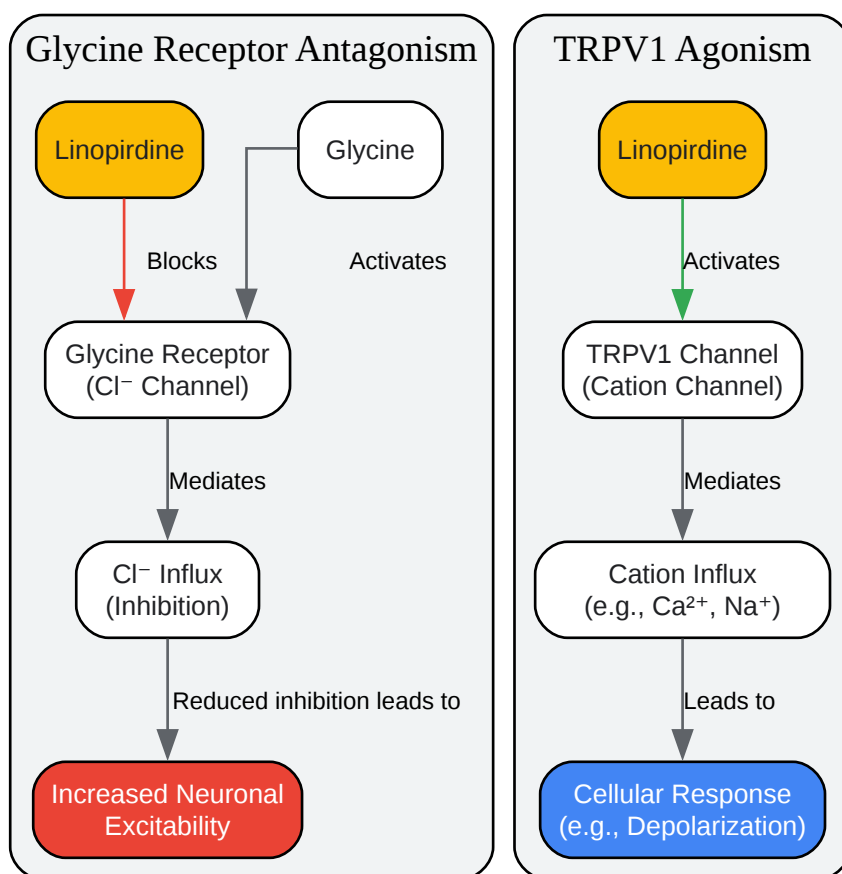 Glycine Receptor Antagonism
Linopirdine
Glycine
Blocks
Activates
Glycine Receptor
(Cl⁻ Channel)
Mediates
Cl⁻ Influx
(Inhibition)
Reduced inhibition leads to
Increased Neuronal
Excitability
TRPV1 Agonism
Linopirdine
Activates
TRPV1 Channel
(Cation Channel)
Mediates
Cation Influx
(e.g., Ca²⁺, Na⁺)
Leads to
Cellular Response
(e.g., Depolarization)